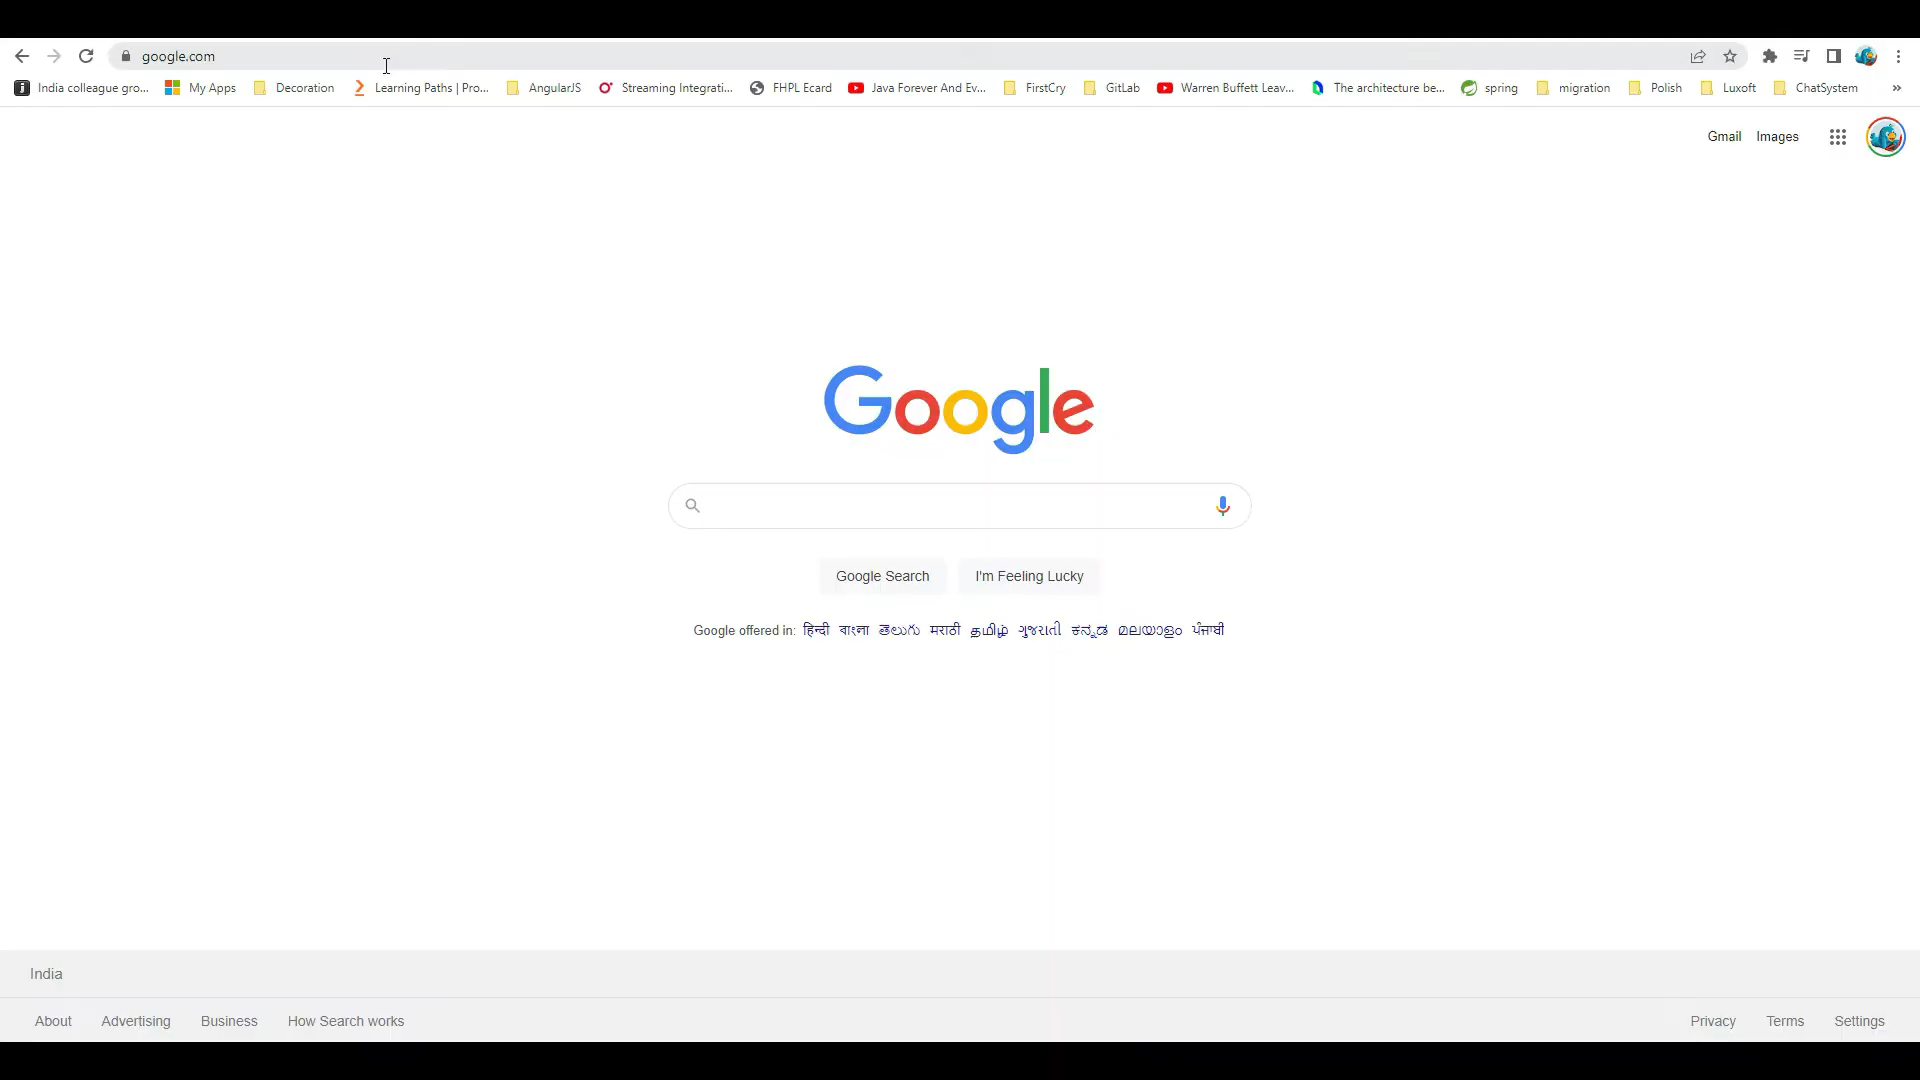 google.com
India colleague gro... My Apps Decoration Learning Paths | Pro... AngularJS Streaming Integrati... FHPL Ecard Java Forever And Ev... FirstCry GitLab Warren Buffett Leav... The architecture be... spring migration Polish Luxoft ChatSystem »
Gmail Images
Google
Google Search I'm Feeling Lucky
Google offered in: हिन्दी বাংলা తెలుగు मराठी தமிழ் ગુજરાતી ಕನ್ನಡ മലയാളം ਪੰਜਾਬੀ
India
About Advertising Business How Search works Privacy Terms Settings